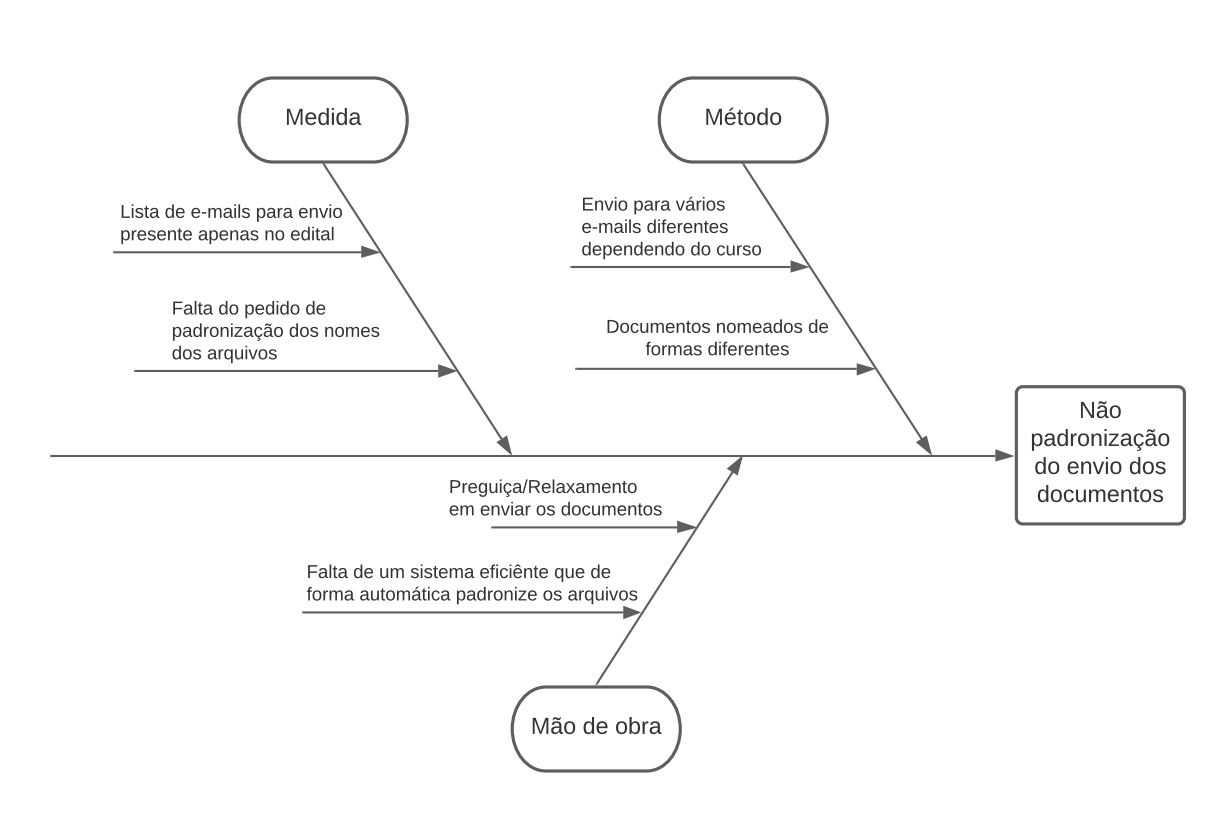 Medida
Método
Lista de e-mails para envio
presente apenas no edital
Envio para vários
e-mails diferentes
dependendo do curso
Falta do pedido de
padronização dos nomes
dos arquivos
Documentos nomeados de
formas diferentes
Não
padronização
do envio dos
documentos
Preguiça/Relaxamento
em enviar os documentos
Falta de um sistema eficiênte que de
forma automática padronize os arquivos
Mão de obra